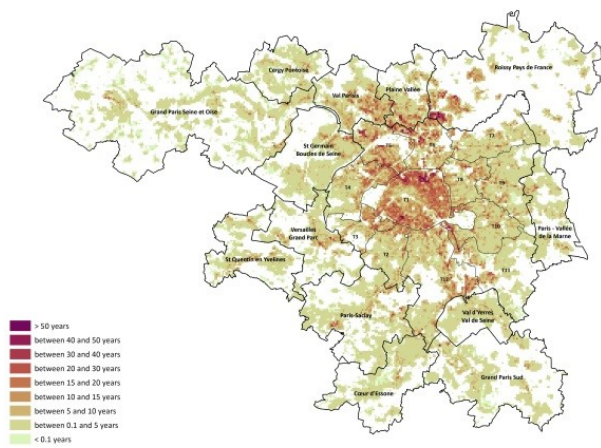 Cergy Pontoise
Roissy Pays de France
Val Parisis
Plaine Vallée
Grand Paris Seine et Oise
St Germain
Boucles de Seine
T1
T2
T3
T4
T7
T9
T10
T11
T12
Versailles
Grand Parc
Paris - Vallée
de la Marne
St Quentin en Yvelines
Paris-Saclay
Val d'Yerres
Val de Seine
Cœur d'Essone
Grand Paris Sud
> 50 years
between 40 and 50 years
between 30 and 40 years
between 20 and 30 years
between 15 and 20 years
between 10 and 15 years
between 5 and 10 years
between 0.1 and 5 years
< 0.1 years